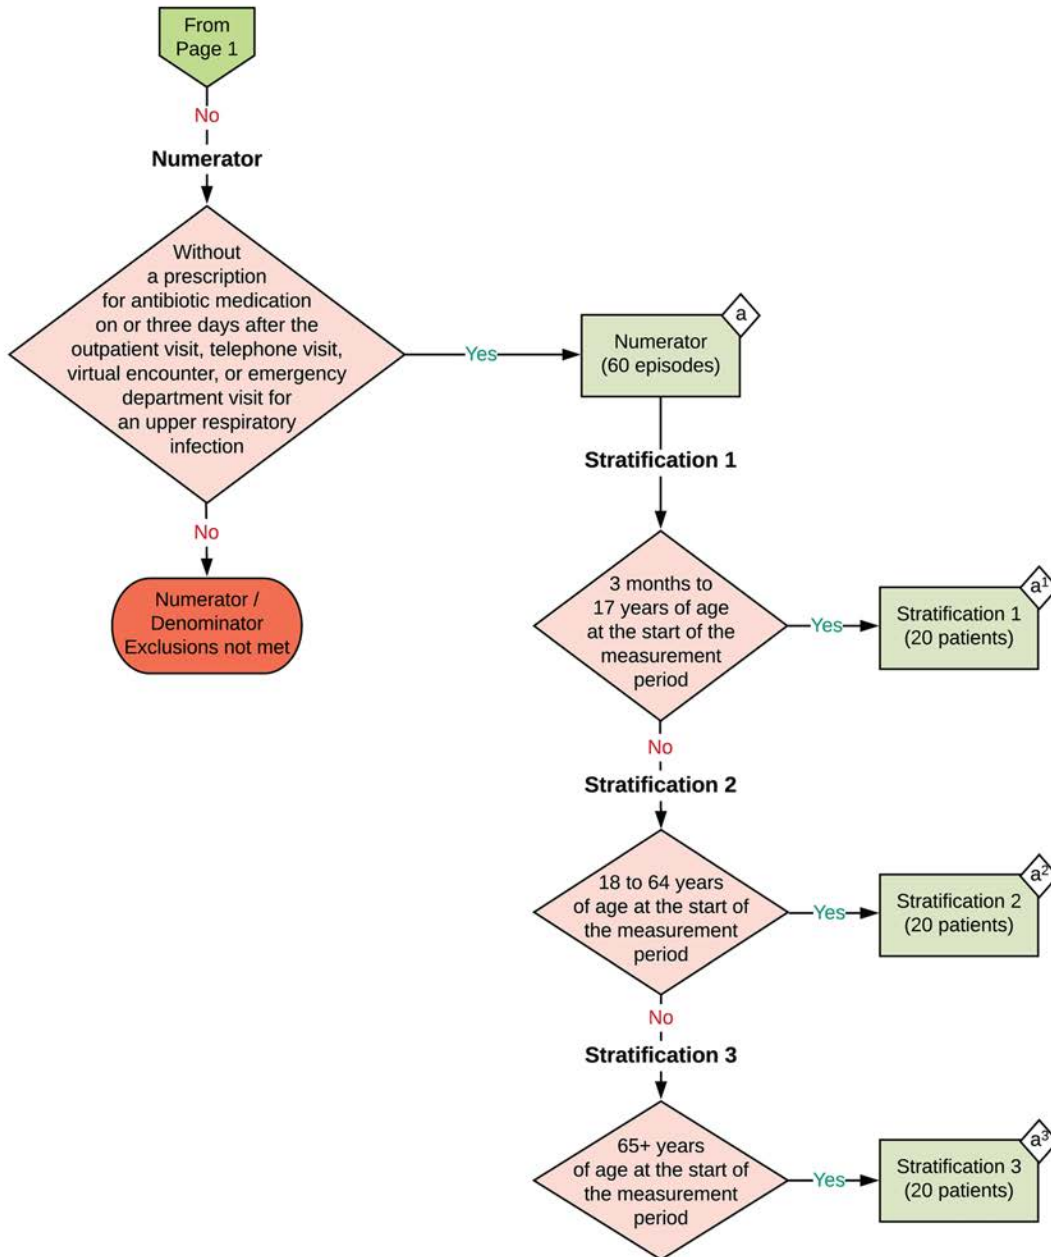 From
Page 1
No
Numerator
Without
a prescription
for antibiotic medication
on or three days after the
outpatient visit, telephone visit,
virtual encounter, or emergency
department visit for
an upper respiratory
infection
Yes
a
Numerator
(60 episodes)
No
Numerator /
Denominator
Exclusions not met
Stratification 1
3 months to
17 years of age
at the start of the
measurement
period
Yes
a¹
Stratification 1
(20 patients)
No
Stratification 2
18 to 64 years
of age at the start of
the measurement
period
Yes
a²
Stratification 2
(20 patients)
No
Stratification 3
65+ years
of age at the start of
the measurement
period
Yes
a³
Stratification 3
(20 patients)